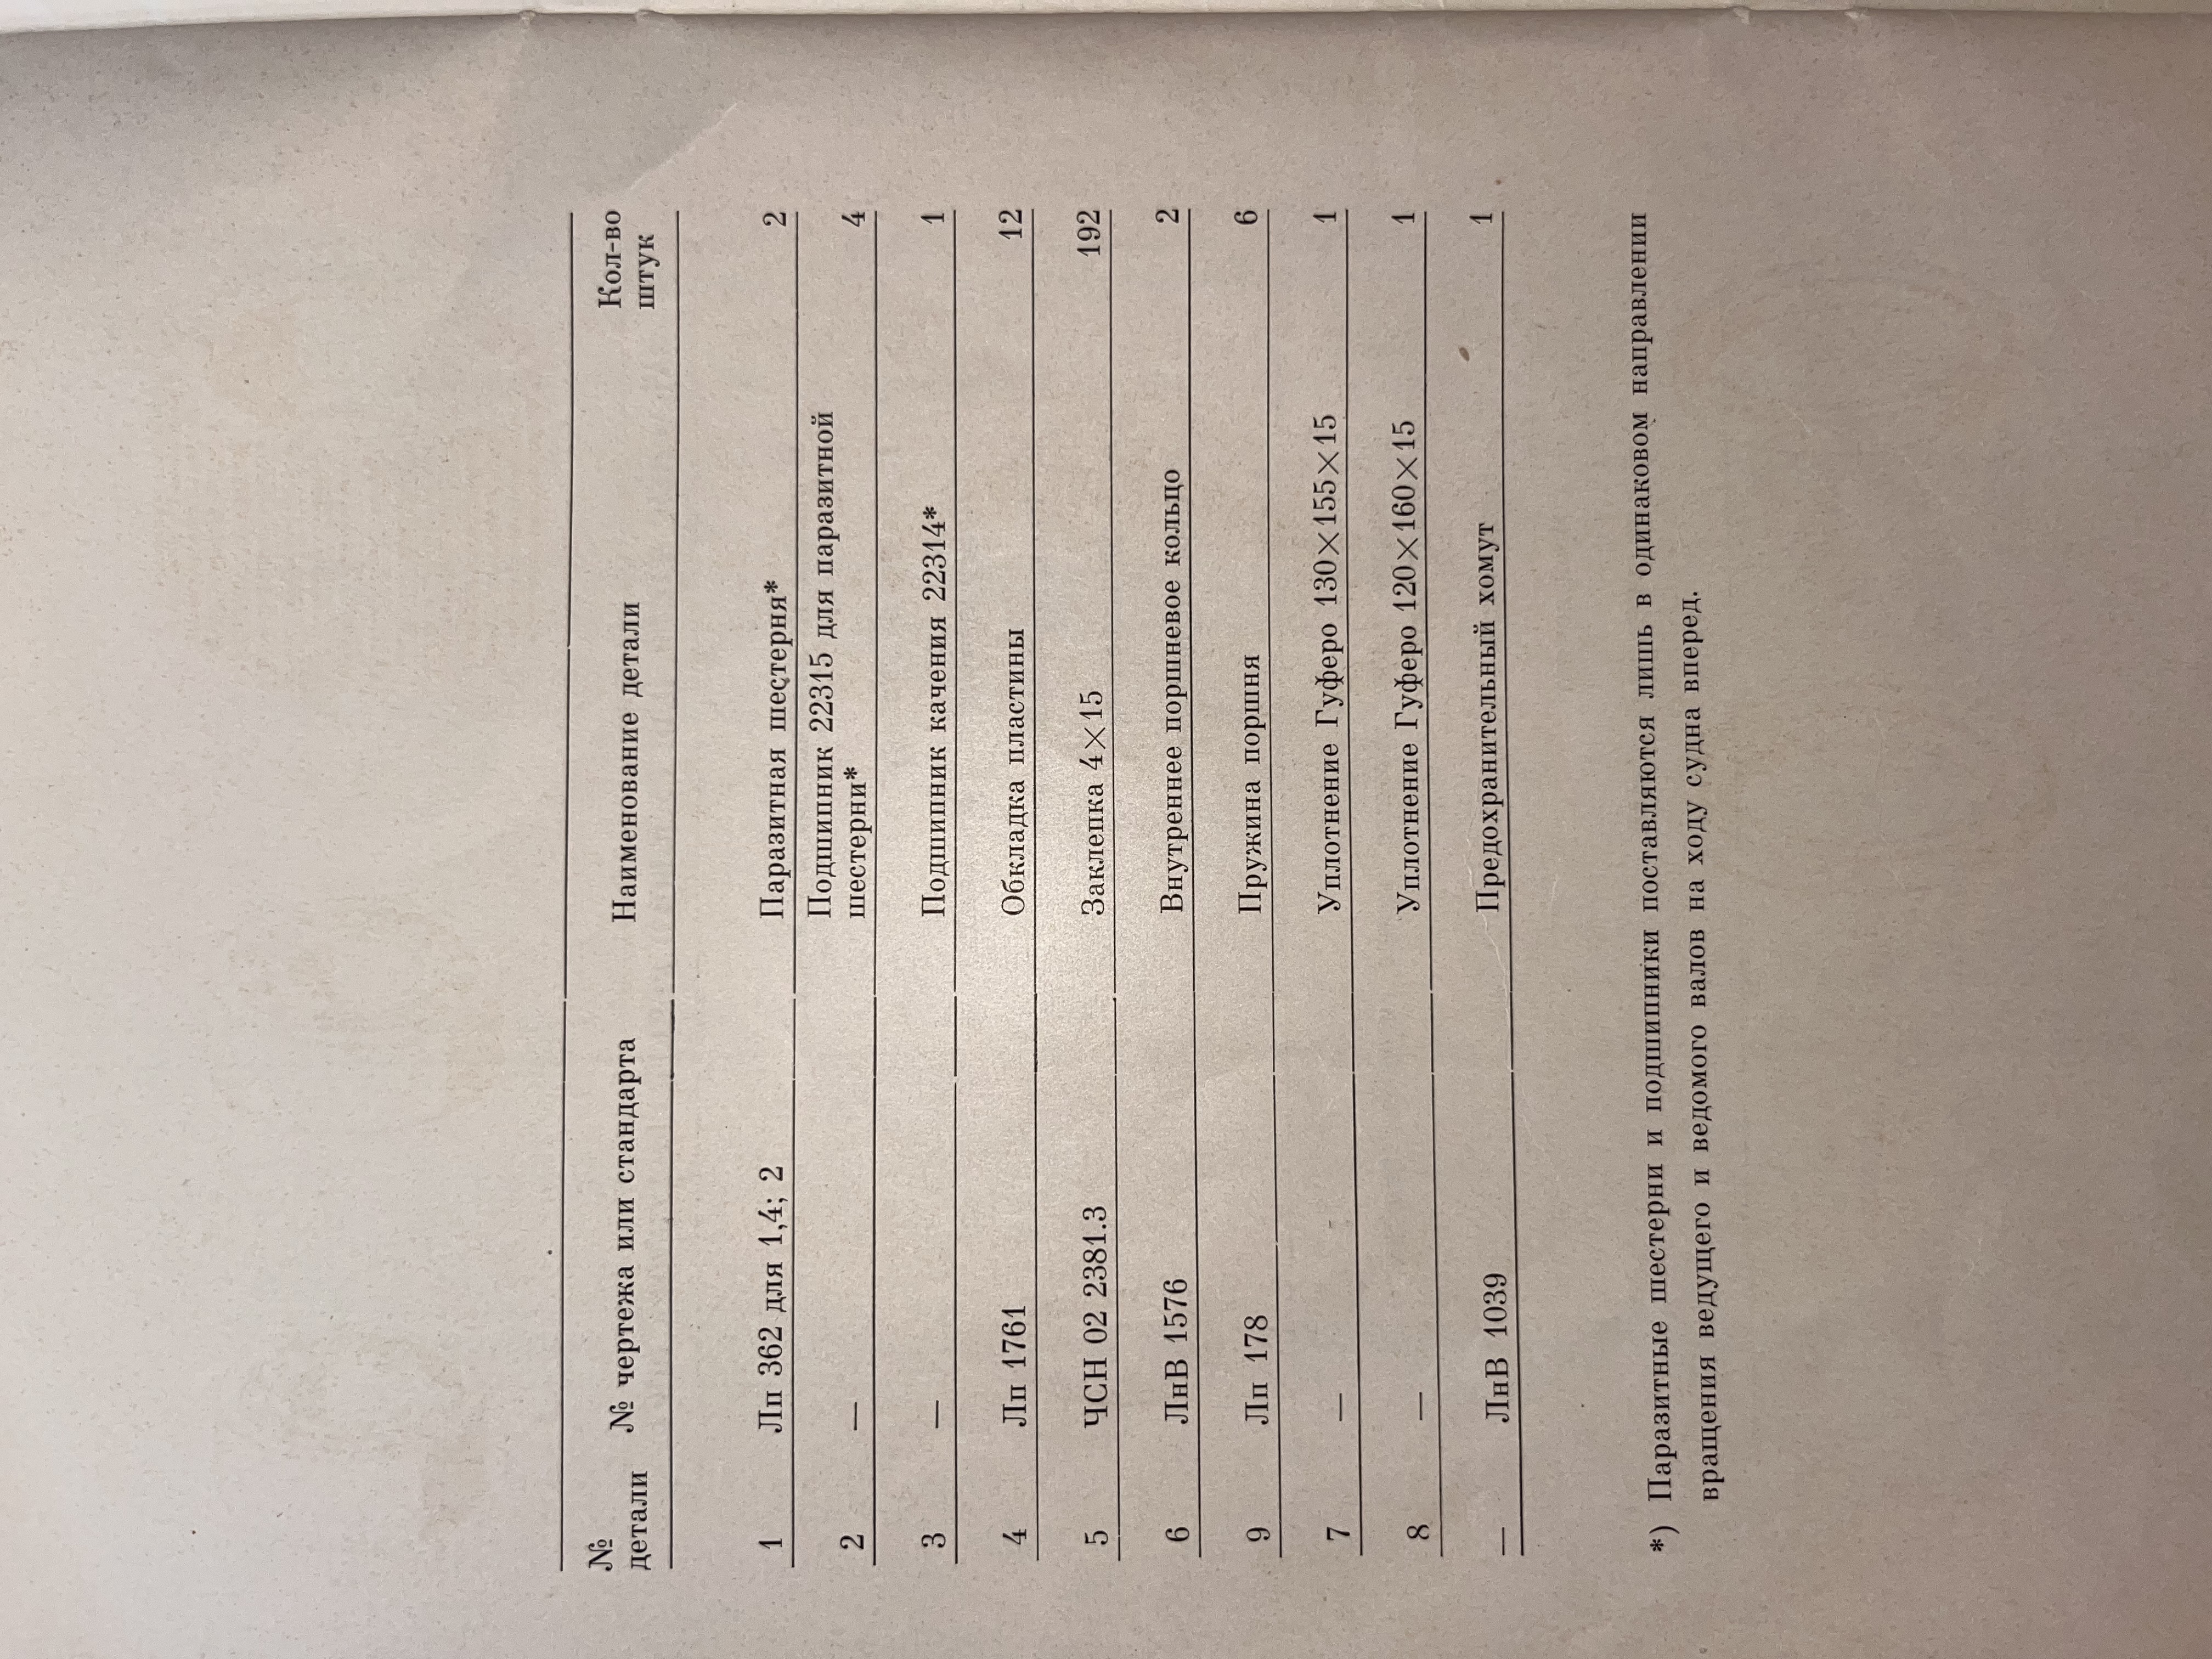 № детали № чертежа или стандарта Наименование детали Кол-во штук
1 Лп 362 для 1,4; 2 Паразитная шестерня* 2
2 — Подшипник 22315 для паразитной
шестерни* 4
3 — Подшипник качения 22314* 1
4 Лп 1761 Обкладка пластины 12
5 ЧСН 02 2381.3 Заклепка 4×15 192
6 ЛнВ 1576 Внутреннее поршневое кольцо 2
9 Лп 178 Пружина поршня 6
7 — Уплотнение Гуферо 130×155×15 1
8 — Уплотнение Гуферо 120×160×15 1
— ЛнВ 1039 Предохранительный хомут 1
*) Паразитные шестерни и подшипники поставляются лишь в одинаковом направлении
вращения ведущего и ведомого валов на ходу судна вперед.